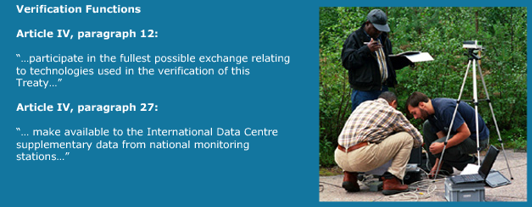 Verification Functions
Article IV, paragraph 12:
“…participate in the fullest possible exchange relating
to technologies used in the verification of this
Treaty…”
Article IV, paragraph 27:
“… make available to the International Data Centre
supplementary data from national monitoring
stations…”